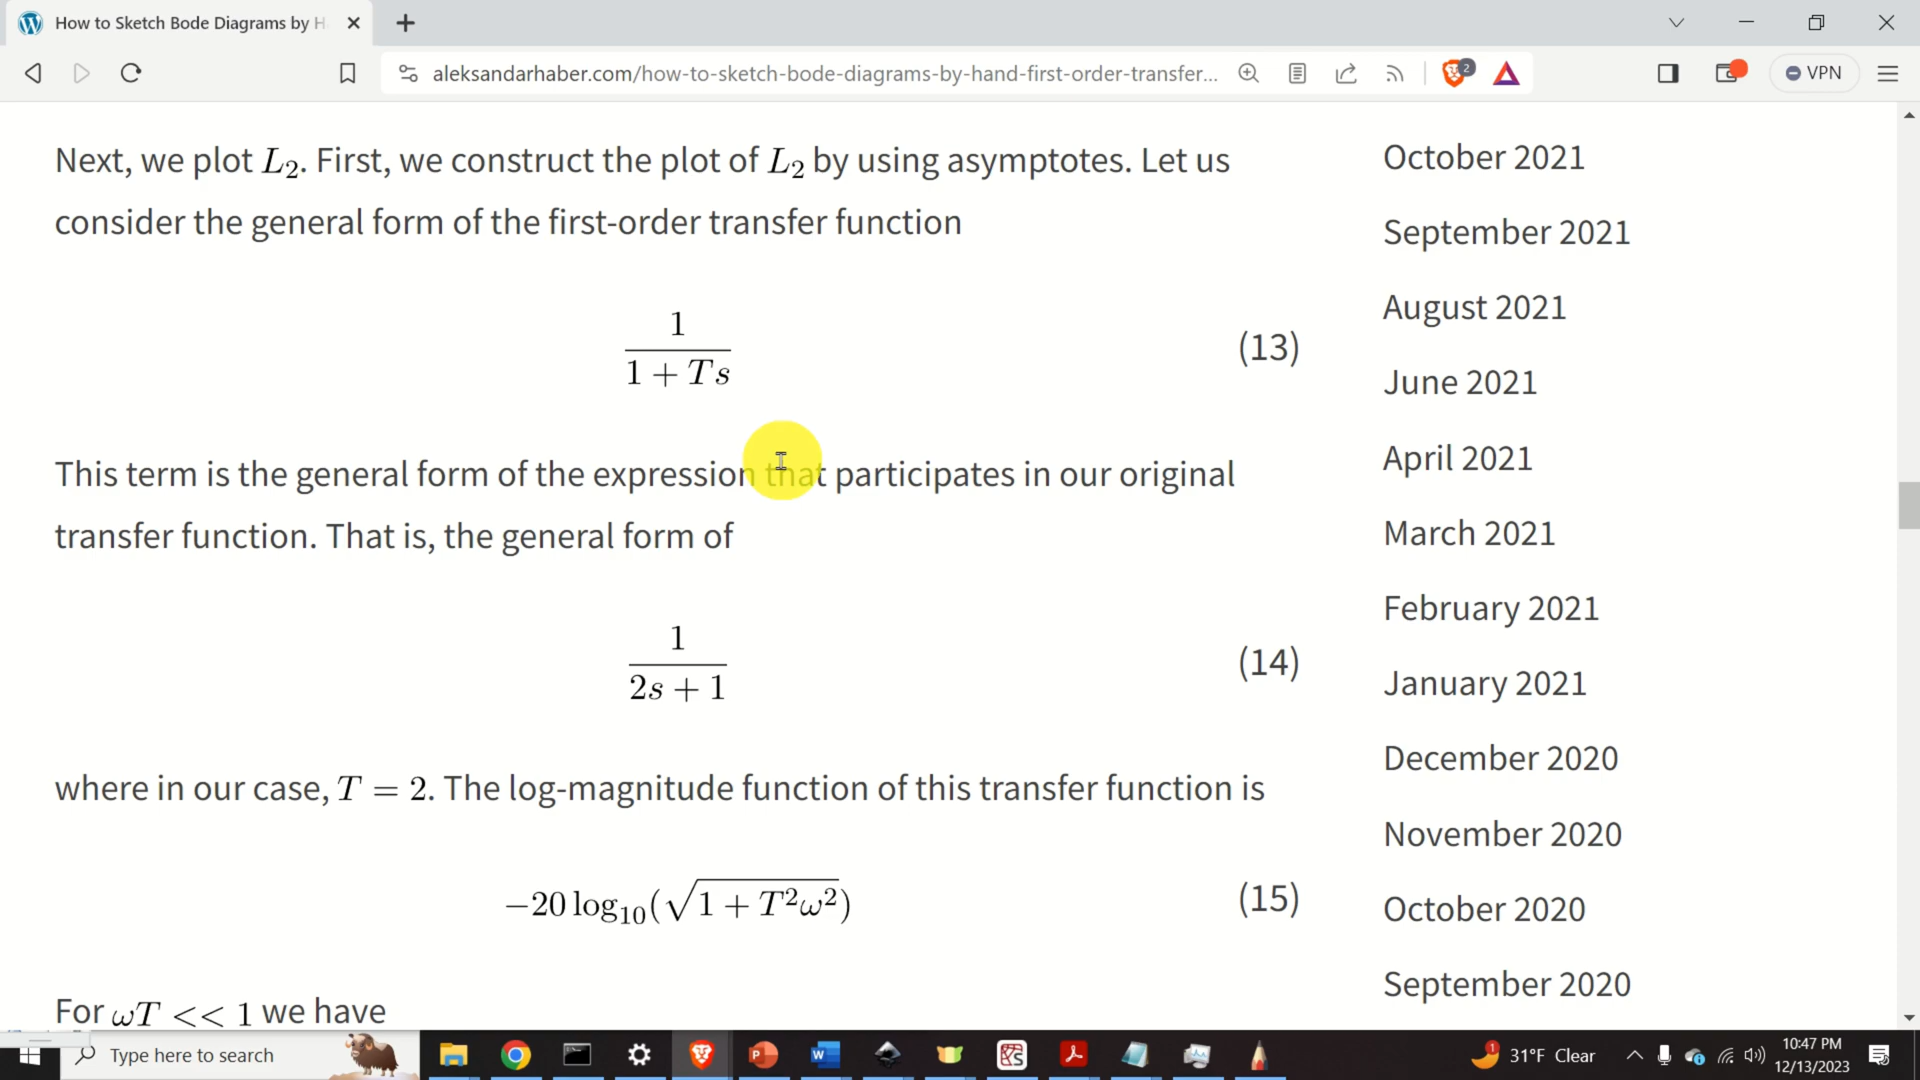 How to Sketch Bode Diagrams by H
aleksandarhaber.com/how-to-sketch-bode-diagrams-by-hand-first-order-transfer...
2
VPN
Next, we plot L₂. First, we construct the plot of L₂ by using asymptotes. Let us
consider the general form of the first-order transfer function
1
1 + Ts
(13)
This term is the general form of the expression that participates in our original
transfer function. That is, the general form of
1
2s + 1
(14)
where in our case, T = 2. The log-magnitude function of this transfer function is
−20 log₁₀(√1 + T²ω²) (15)
For ωT << 1 we have
October 2021
September 2021
August 2021
June 2021
April 2021
March 2021
February 2021
January 2021
December 2020
November 2020
October 2020
September 2020
Type here to search
1
31°F Clear
10:47 PM
12/13/2023